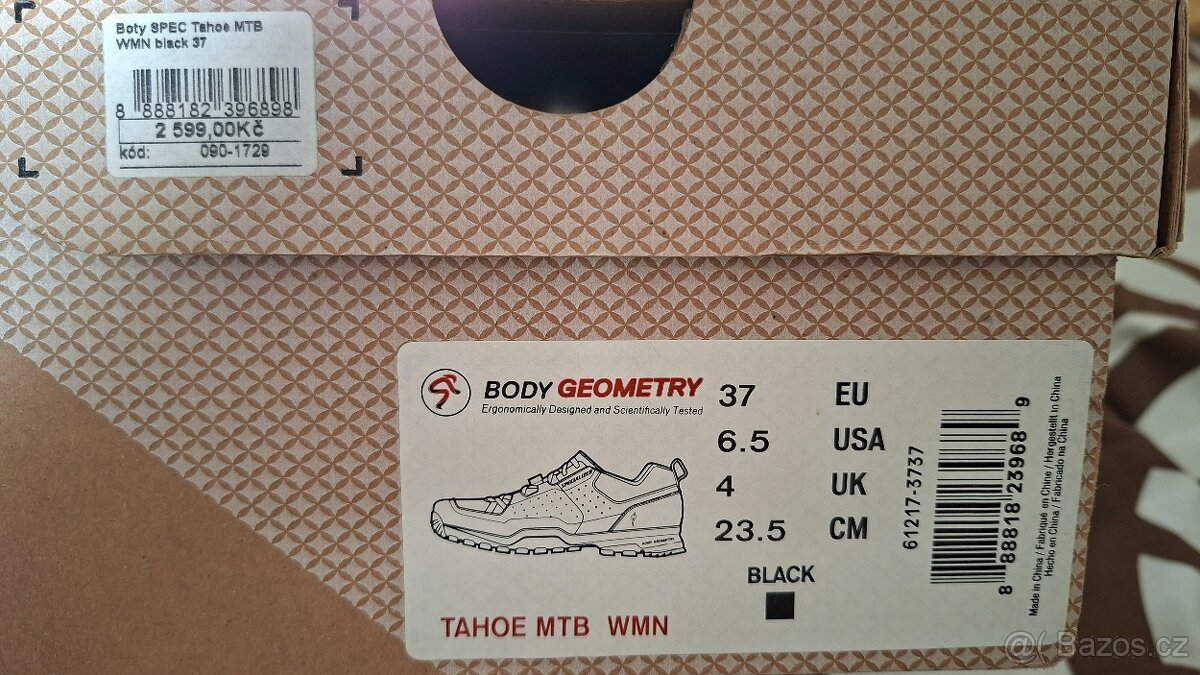 Boty SPEC Tahoe MTB
WMN black 37
8 888182 396898
2 599,00Kč
kód: 090-1729
BODY GEOMETRY
Ergonomically Designed and Scientifically Tested
37 EU
6.5 USA
4 UK
23.5 CM
BLACK
TAHOE MTB WMN
SPECIALIZED
BODY GEOMETRY
61217-3737
8 88818 23968 9
Made in China / Fabriqué en Chine / Hergestellt in China
Hecho en China / Fabricado na China
@( Bazos.cz